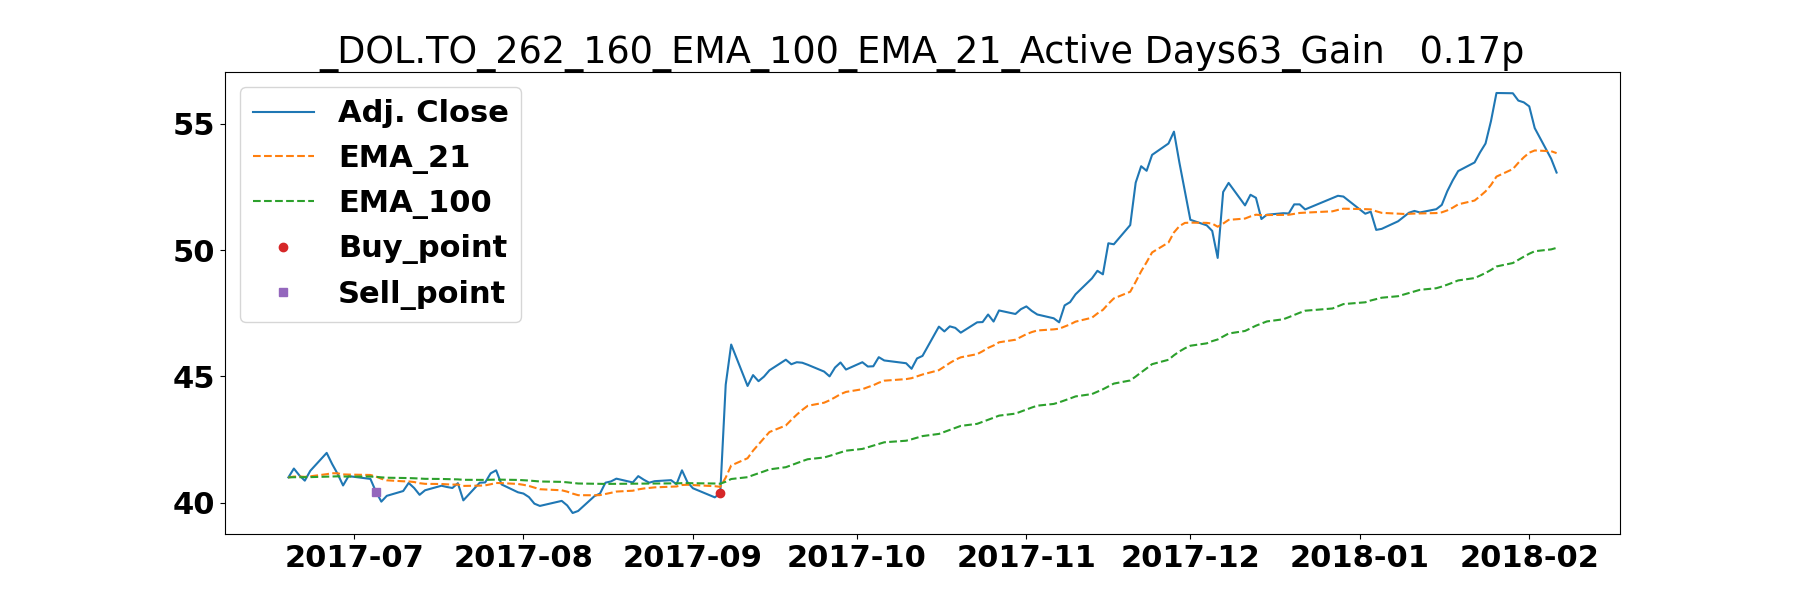 _DOL.TO_262_160_EMA_100_EMA_21_Active Days63_Gain   0.17p
Adj. Close
EMA_21
EMA_100
Buy_point
Sell_point
55
50
45
40
2017-07 2017-08 2017-09 2017-10 2017-11 2017-12 2018-01 2018-02